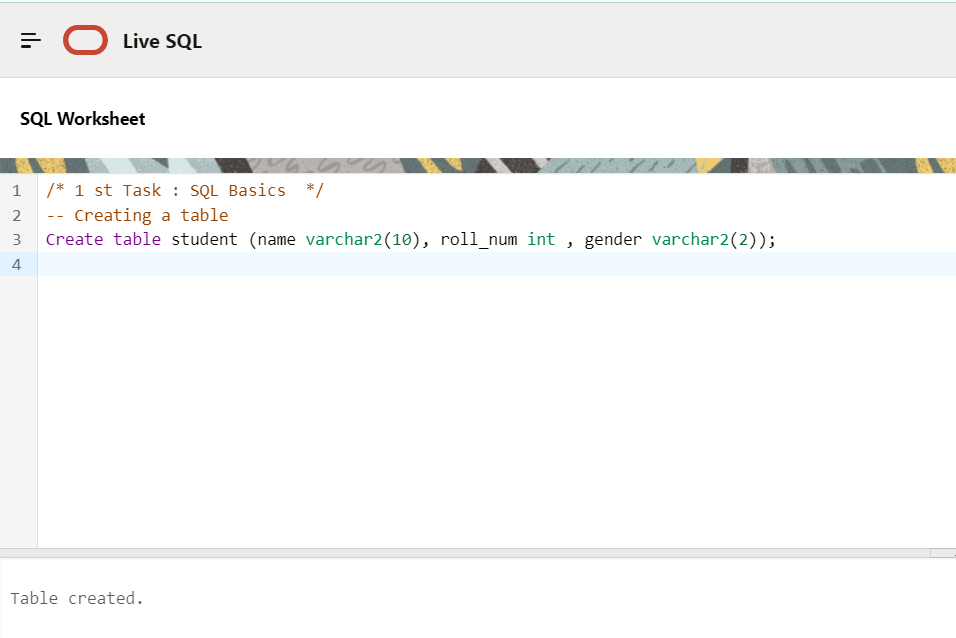 Live SQL
SQL Worksheet
1 /* 1 st Task : SQL Basics  */
2 -- Creating a table
3 Create table student (name varchar2(10), roll_num int , gender varchar2(2));
4
Table created.